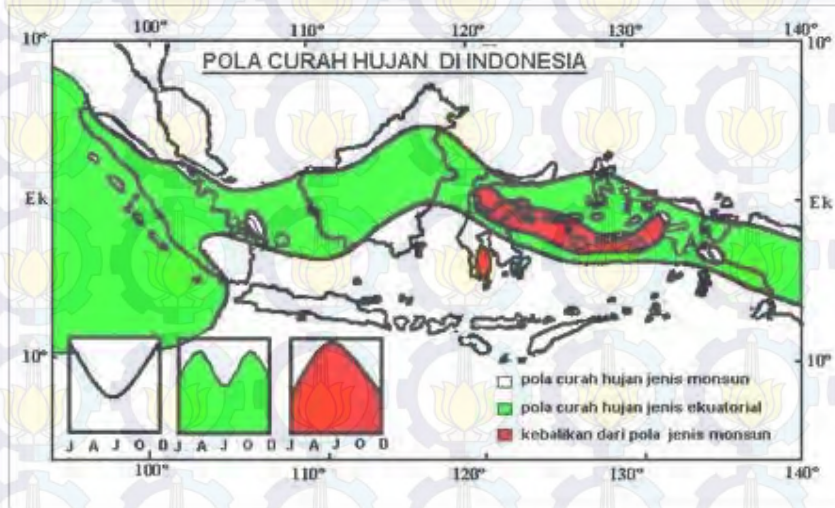 100° 120° 130° 140°
10° 10°
POLA CURAH HUJAN DI INDONESIA
Ek Ek
10° 10°
pola curah hujan jenis monsun
pola curah hujan jenis ekuatorial
kebalikan dari pola jenis monsun
J A J O D J A J O D J A J O D
100° 110° 120° 130° 140°